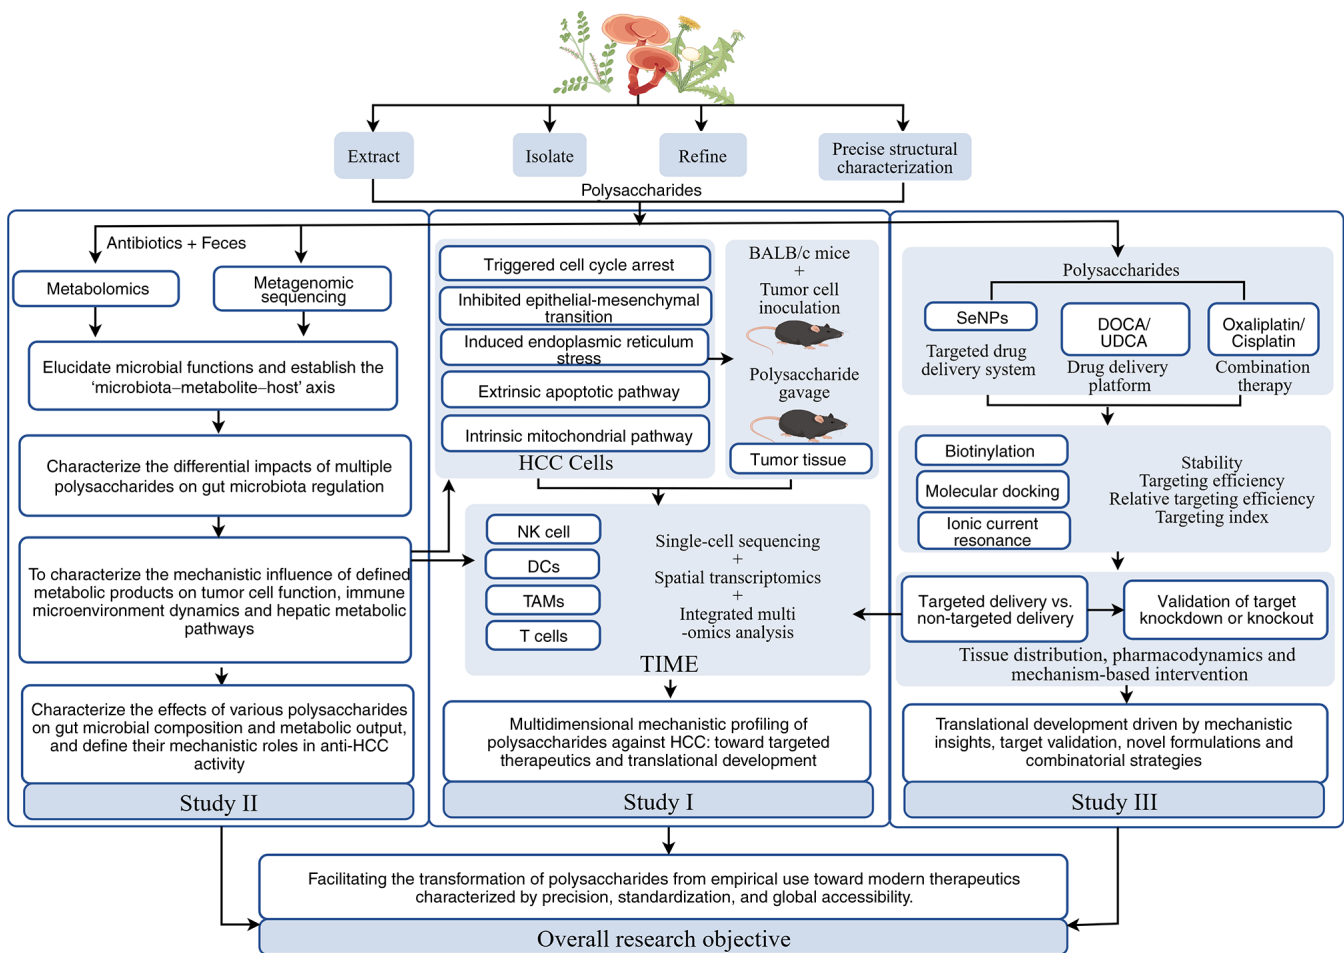 Extract
Isolate
Refine
Precise structural
characterization
Polysaccharides
Antibiotics + Feces
Metabolomics
Metagenomic
sequencing
Elucidate microbial functions and establish the
‘microbiota–metabolite–host’ axis
Characterize the differential impacts of multiple
polysaccharides on gut microbiota regulation
To characterize the mechanistic influence of defined
metabolic products on tumor cell function, immune
microenvironment dynamics and hepatic metabolic
pathways
Characterize the effects of various polysaccharides
on gut microbial composition and metabolic output,
and define their mechanistic roles in anti-HCC
activity
Study II
Triggered cell cycle arrest
Inhibited epithelial-mesenchymal
transition
Induced endoplasmic reticulum
stress
Extrinsic apoptotic pathway
Intrinsic mitochondrial pathway
HCC Cells
BALB/c mice
+
Tumor cell
inoculation
Polysaccharide
gavage
Tumor tissue
NK cell
DCs
TAMs
T cells
Single-cell sequencing
+
Spatial transcriptomics
+
Integrated multi
-omics analysis
TIME
Multidimensional mechanistic profiling of
polysaccharides against HCC: toward targeted
therapeutics and translational development
Study I
Polysaccharides
SeNPs
Targeted drug
delivery system
DOCA/
UDCA
Drug delivery
platform
Oxaliplatin/
Cisplatin
Combination
therapy
Biotinylation
Molecular docking
Ionic current
resonance
Stability
Targeting efficiency
Relative targeting efficiency
Targeting index
Targeted delivery vs.
non-targeted delivery
Validation of target
knockdown or knockout
Tissue distribution, pharmacodynamics and
mechanism-based intervention
Translational development driven by mechanistic
insights, target validation, novel formulations and
combinatorial strategies
Study III
Facilitating the transformation of polysaccharides from empirical use toward modern therapeutics
characterized by precision, standardization, and global accessibility.
Overall research objective